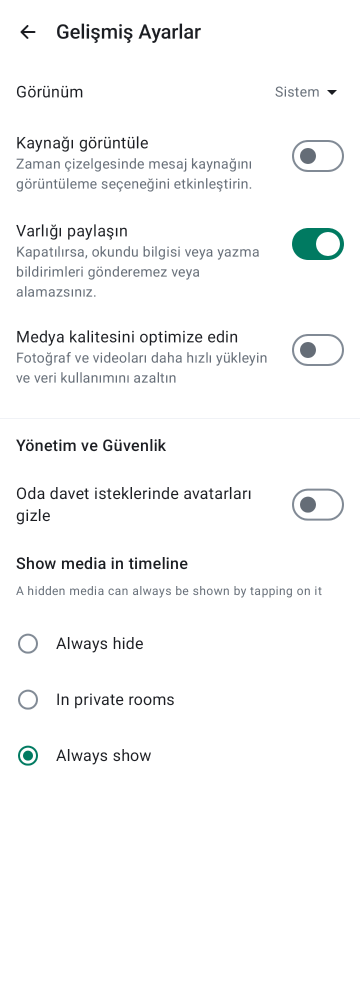 Gelişmiş Ayarlar
Görünüm
Sistem
Kaynağı görüntüle
Zaman çizelgesinde mesaj kaynağını
görüntüleme seçeneğini etkinleştirin.
Varlığı paylaşın
Kapatılırsa, okundu bilgisi veya yazma
bildirimleri gönderemez veya
alamazsınız.
Medya kalitesini optimize edin
Fotoğraf ve videoları daha hızlı yükleyin
ve veri kullanımını azaltın
Yönetim ve Güvenlik
Oda davet isteklerinde avatarları
gizle
Show media in timeline
A hidden media can always be shown by tapping on it
Always hide
In private rooms
Always show